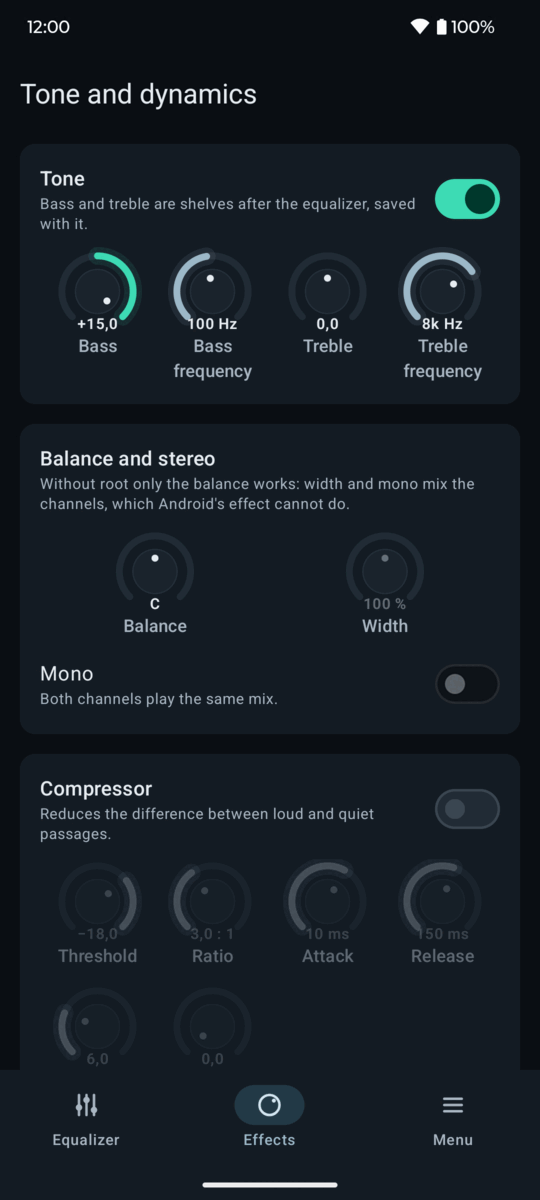 12:00
100%
Tone and dynamics
Tone
Bass and treble are shelves after the equalizer, saved
with it.
+15,0
100 Hz
0,0
8k Hz
Bass
Bass
frequency
Treble
Treble
frequency
Balance and stereo
Without root only the balance works: width and mono mix the
channels, which Android's effect cannot do.
C
100 %
Balance
Width
Mono
Both channels play the same mix.
Compressor
Reduces the difference between loud and quiet
passages.
−18,0
3,0 : 1
10 ms
150 ms
Threshold
Ratio
Attack
Release
6,0
0,0
Equalizer
Effects
Menu